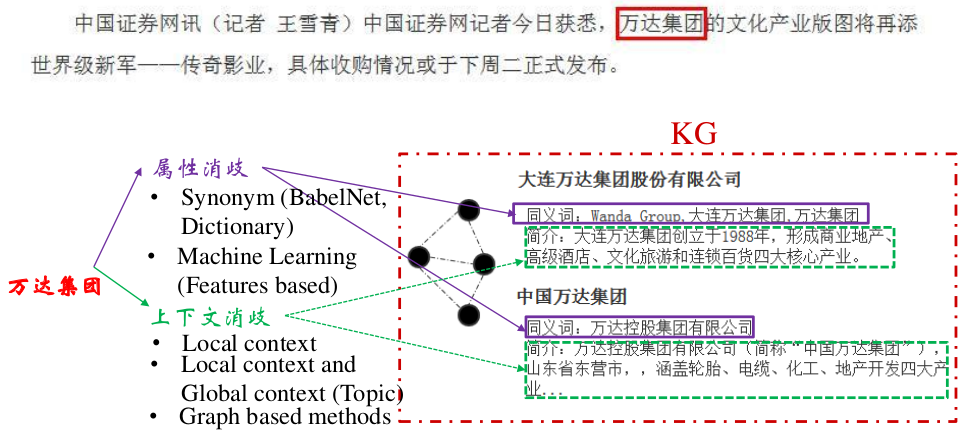 中国证券网讯（记者 王雪青）中国证券网记者今日获悉，万达集团的文化产业版图将再添
世界级新军——传奇影业，具体收购情况或于下周二正式发布。
KG
万达集团
属性消歧
• Synonym (BabelNet,
Dictionary)
• Machine Learning
(Features based)
上下文消歧
• Local context
• Local context and
Global context (Topic)
• Graph based methods
大连万达集团股份有限公司
同义词：Wanda Group,大连万达集团,万达集团
简介：大连万达集团创立于1988年，形成商业地产、
高级酒店、文化旅游和连锁百货四大核心产业。
中国万达集团
同义词：万达控股集团有限公司
简介：万达控股集团有限公司（简称“中国万达集团”），
山东省东营市，，涵盖轮胎、电缆、化工、地产开发四大产
业...